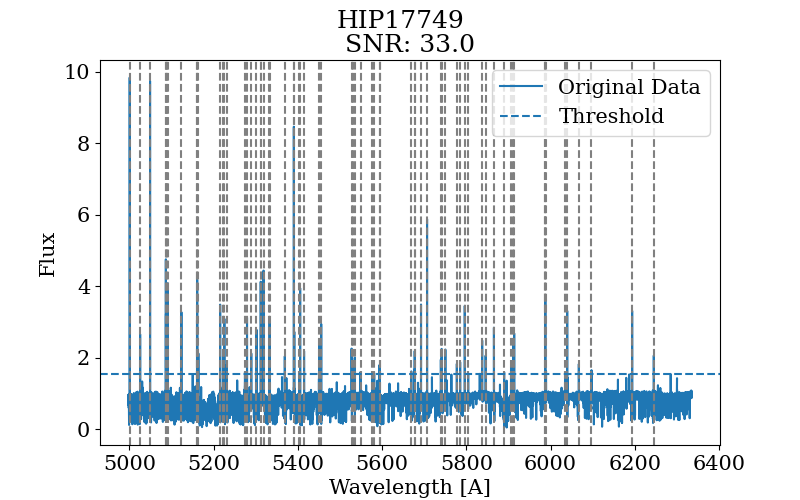 HIP17749
SNR: 33.0
Original Data
Threshold
10
8
6
4
2
0
Flux
5000 5200 5400 5600 5800 6000 6200 6400
Wavelength [A]